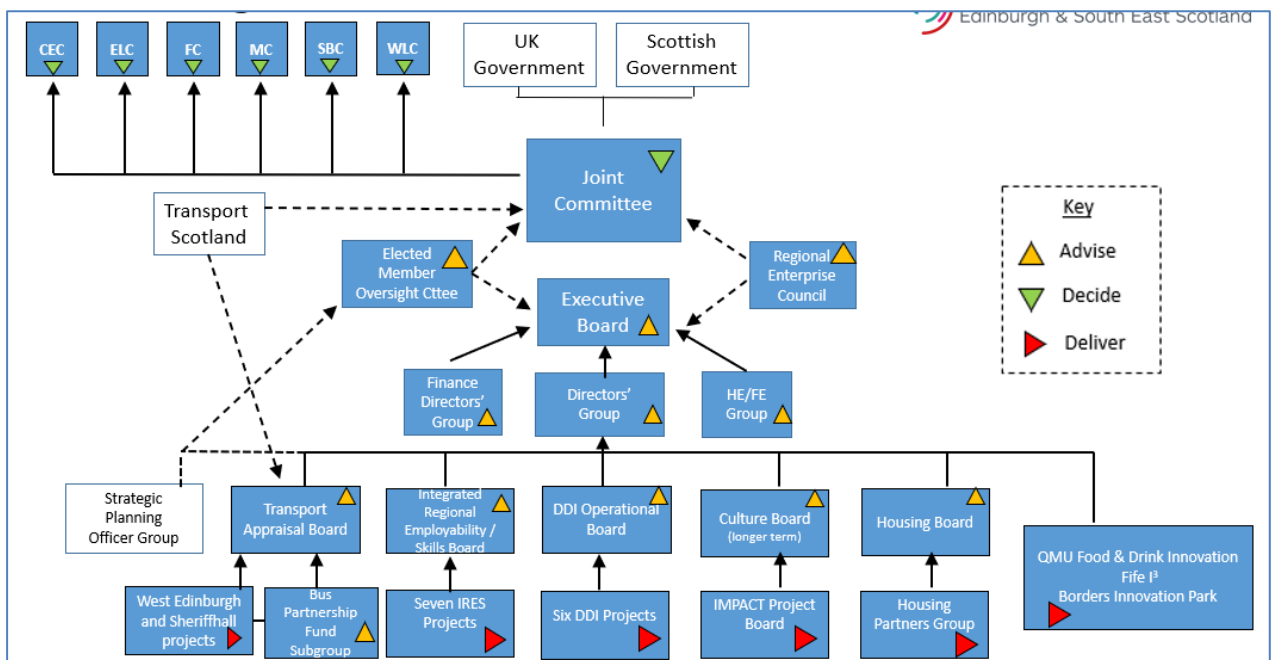 Edinburgh & South East Scotland
CEC
ELC
FC
MC
SBC
WLC
UK
Government
Scottish
Government
Joint
Committee
Transport
Scotland
Elected
Member
Oversight Cttee
Regional
Enterprise
Council
Executive
Board
Key
Advise
Decide
Deliver
Finance
Directors'
Group
Directors'
Group
HE/FE
Group
Strategic
Planning
Officer Group
Transport
Appraisal Board
Integrated
Regional
Employability /
Skills Board
DDI Operational
Board
Culture Board
(longer term)
Housing Board
QMU Food & Drink Innovation
Fife I³
Borders Innovation Park
West Edinburgh
and Sheriffhall
projects
Bus
Partnership
Fund
Subgroup
Seven IRES
Projects
Six DDI Projects
IMPACT Project
Board
Housing
Partners Group